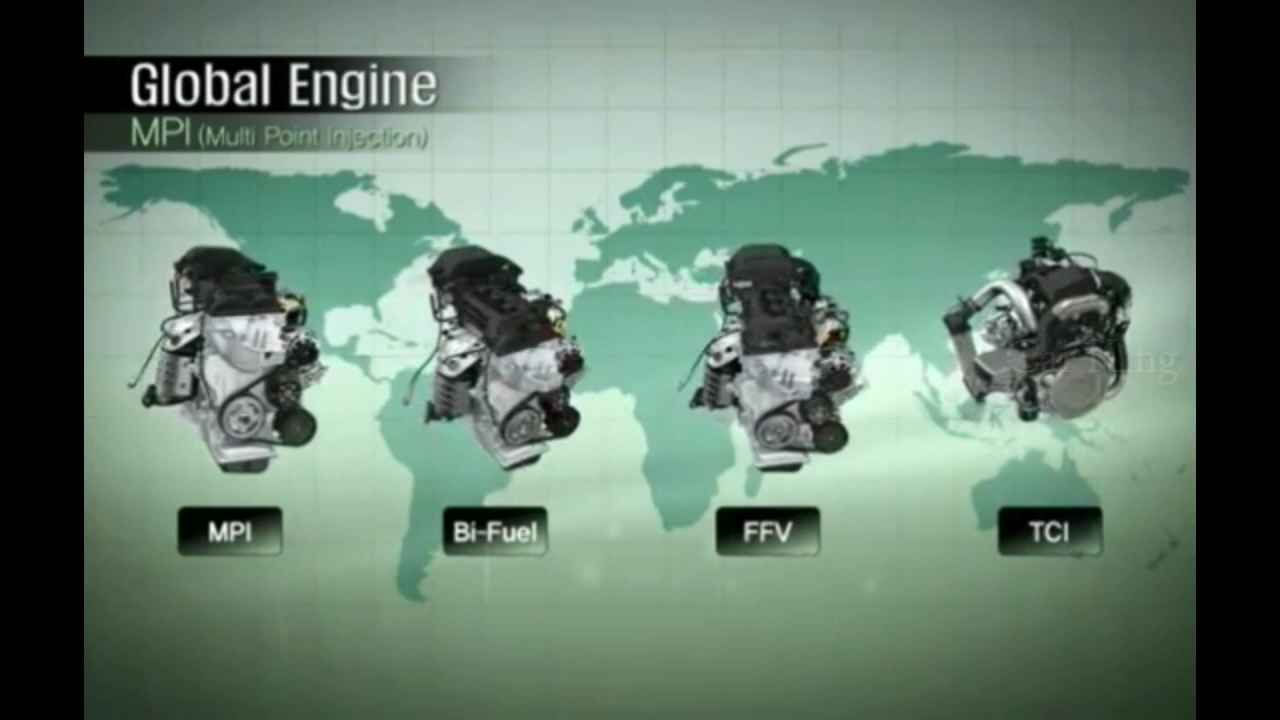 Global Engine
MPI (Multi Point Injection)
MPI
Bi-Fuel
FFV
TCI